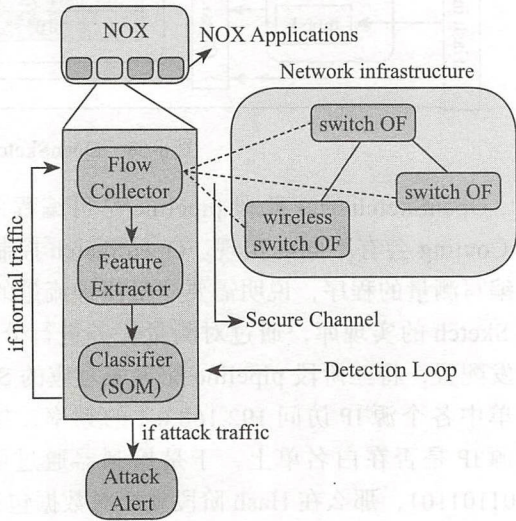 NOX
NOX Applications
Network infrastructure
switch OF
switch OF
wireless
switch OF
Flow
Collector
Feature
Extractor
Classifier
(SOM)
if normal traffic
Secure Channel
Detection Loop
if attack traffic
Attack
Alert